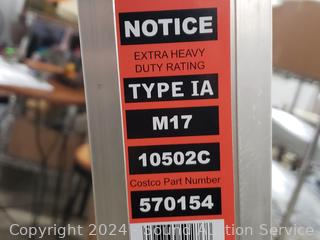 NOTICE
EXTRA HEAVY
DUTY RATING
TYPE IA
M17
10502C
Costco Part Number
570154
Copyright 2024 - Sound Auction Service